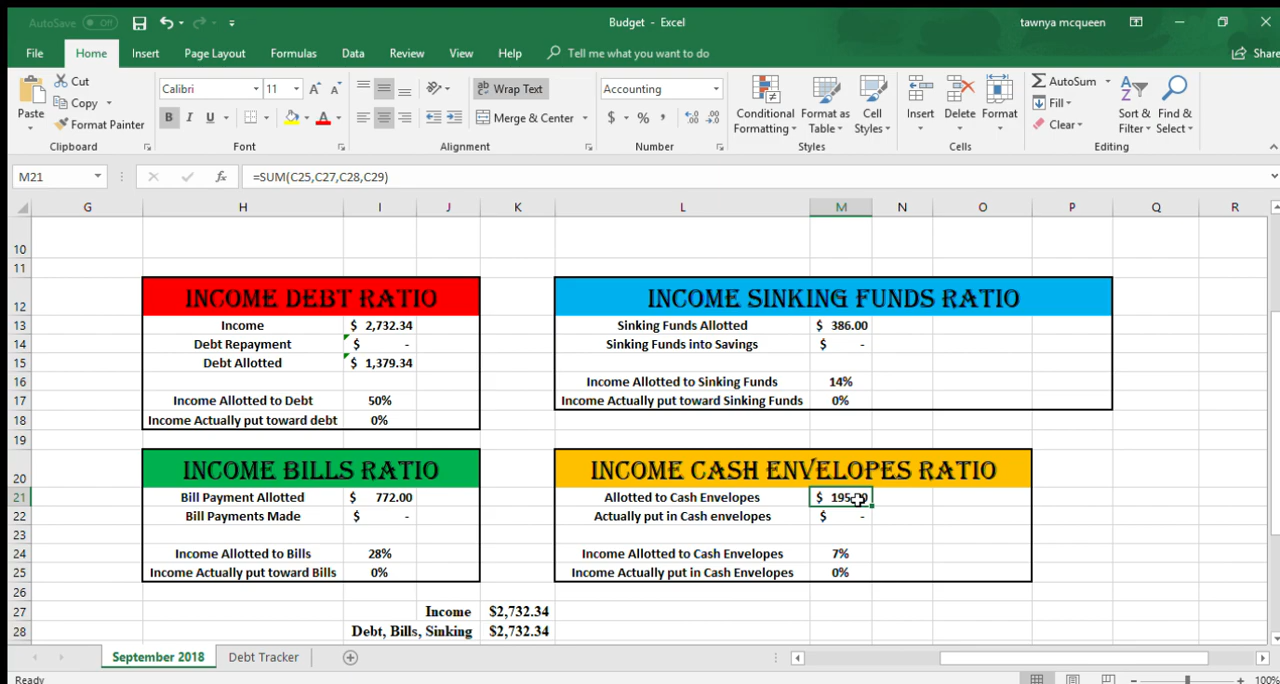 AutoSave Off
Budget - Excel
tawnya mcqueen
File Home Insert Page Layout Formulas Data Review View Help Tell me what you want to do Share
Paste
Cut
Copy
Format Painter
Clipboard
Calibri 11
B I U
Font
Wrap Text
Merge & Center
Alignment
Accounting
$ % ,
Number
Conditional Formatting
Format as Table
Cell Styles
Styles
Insert Delete Format
Cells
AutoSum
Fill
Clear
Sort & Filter
Find & Select
Editing
M21 fx =SUM(C25,C27,C28,C29)
G H I J K L M N O P Q R
10
11
12 INCOME DEBT RATIO INCOME SINKING FUNDS RATIO
13 Income $ 2,732.34 Sinking Funds Allotted $ 386.00
14 Debt Repayment $ - Sinking Funds into Savings $ -
15 Debt Allotted $ 1,379.34
16 Income Allotted to Sinking Funds 14%
17 Income Allotted to Debt 50% Income Actually put toward Sinking Funds 0%
18 Income Actually put toward debt 0%
19
20 INCOME BILLS RATIO INCOME CASH ENVELOPES RATIO
21 Bill Payment Allotted $ 772.00 Allotted to Cash Envelopes $ 195.00
22 Bill Payments Made $ - Actually put in Cash envelopes $ -
23
24 Income Allotted to Bills 28% Income Allotted to Cash Envelopes 7%
25 Income Actually put toward Bills 0% Income Actually put in Cash Envelopes 0%
26
27 Income $2,732.34
28 Debt, Bills, Sinking $2,732.34
September 2018 Debt Tracker
Ready 100%